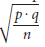 √(p · q / n)